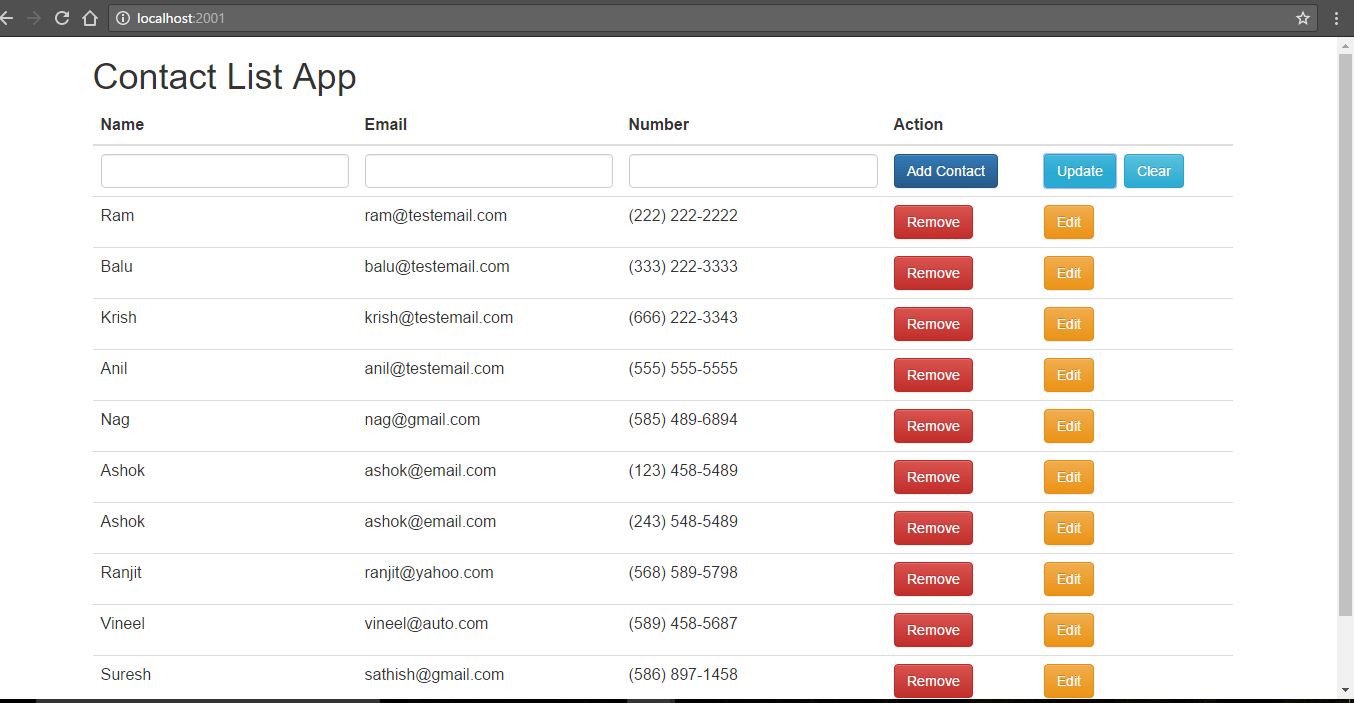 localhost:2001
Contact List App
Name Email Number Action
Add Contact Update Clear
Ram ram@testemail.com (222) 222-2222 Remove Edit
Balu balu@testemail.com (333) 222-3333 Remove Edit
Krish krish@testemail.com (666) 222-3343 Remove Edit
Anil anil@testemail.com (555) 555-5555 Remove Edit
Nag nag@gmail.com (585) 489-6894 Remove Edit
Ashok ashok@email.com (123) 458-5489 Remove Edit
Ashok ashok@email.com (243) 548-5489 Remove Edit
Ranjit ranjit@yahoo.com (568) 589-5798 Remove Edit
Vineel vineel@auto.com (589) 458-5687 Remove Edit
Suresh sathish@gmail.com (586) 897-1458 Remove Edit